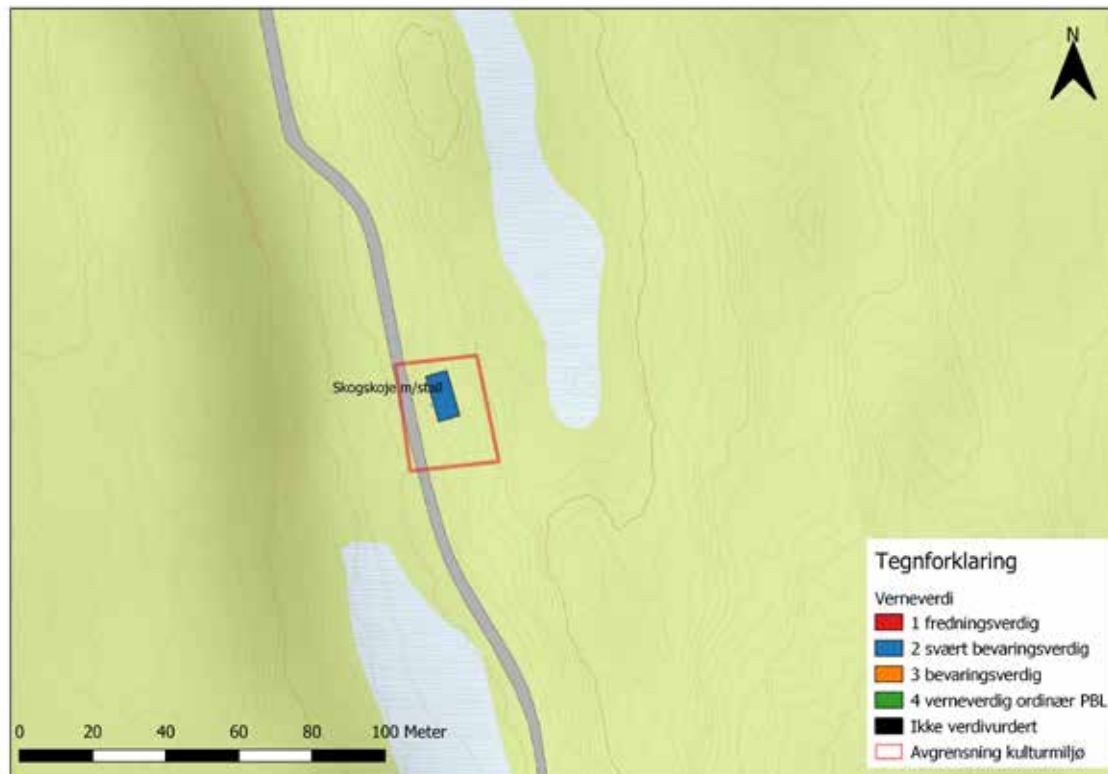 N
Skogskoje m/stall
Tegnforklaring
Verneverdi
1 fredningsverdig
2 svært bevaringsverdig
3 bevaringsverdig
4 verneverdig ordinær PBL
Ikke verdivurdert
Avgrensning kulturmiljø
0 20 40 60 80 100 Meter